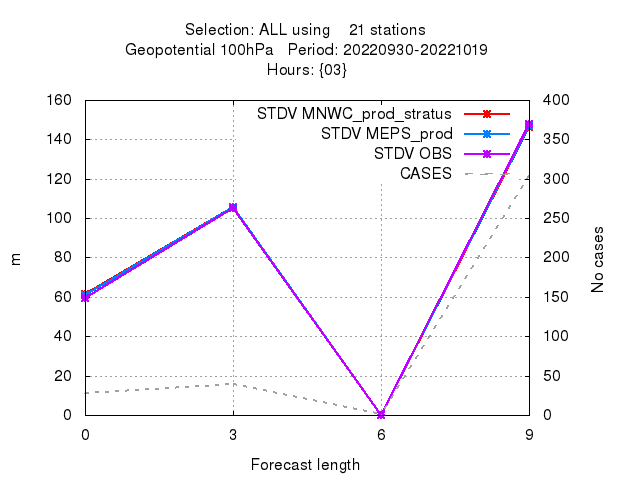 Selection: ALL using    21 stations
Geopotential 100hPa   Period: 20220930-20221019
Hours: {03}
160 400
STDV MNWC_prod_stratus
140 350
STDV MEPS_prod
STDV OBS
120 300
CASES
100 250
80 200
m
No cases
60 150
40 100
20 50
0 0
0 3 6 9
Forecast length